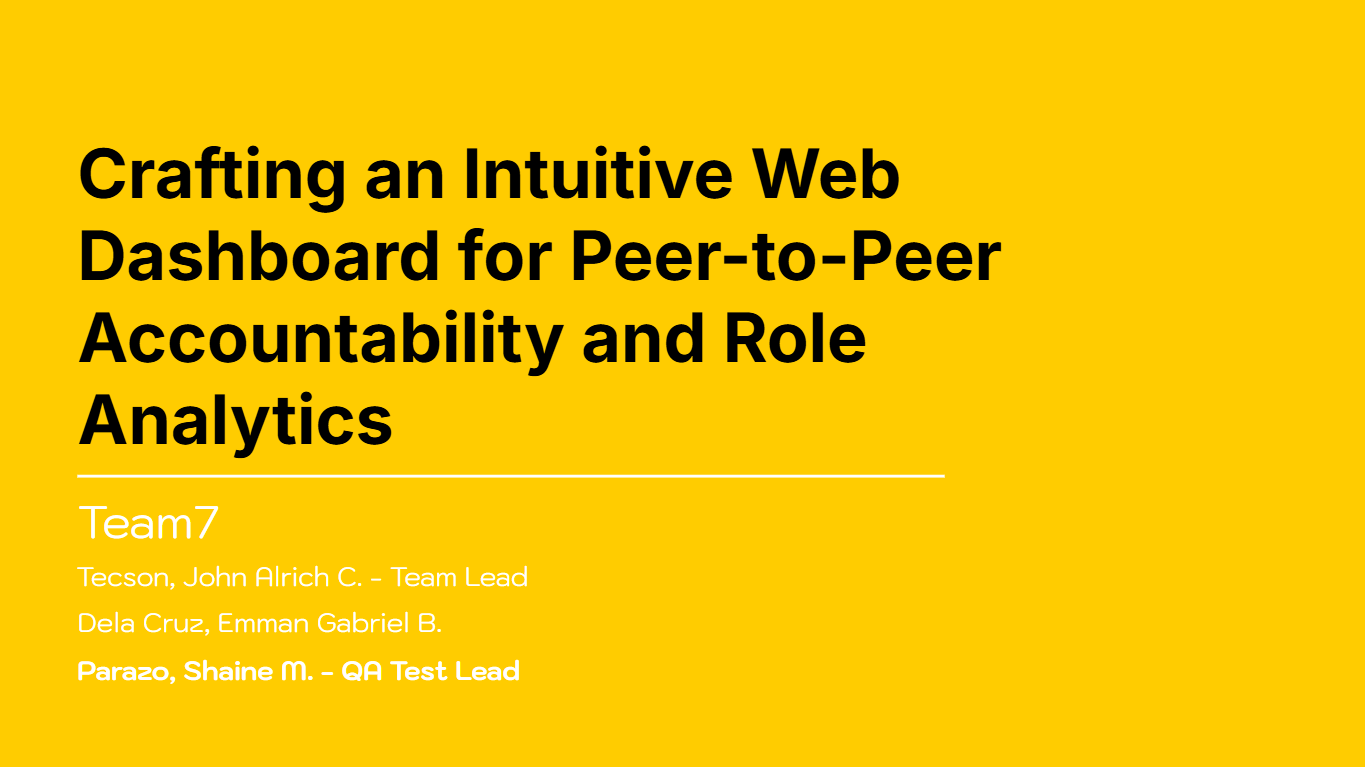 Crafting an Intuitive Web
Dashboard for Peer-to-Peer
Accountability and Role
Analytics
Team7
Tecson, John Alrich C. - Team Lead
Dela Cruz, Emman Gabriel B.
Parazo, Shaine M. - QA Test Lead